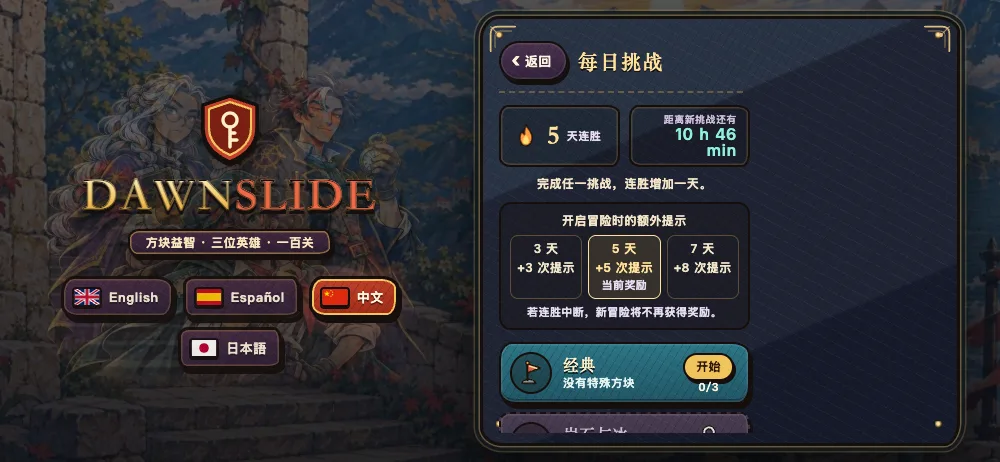 DAWNSLIDE
方块益智 · 三位英雄 · 一百关
English
Español
中文
日本語
返回
每日挑战
5 天连胜
距离新挑战还有
10 h 46
min
完成任一挑战，连胜增加一天。
开启冒险时的额外提示
3 天
+3 次提示
5 天
+5 次提示
当前奖励
7 天
+8 次提示
若连胜中断，新冒险将不再获得奖励。
经典
没有特殊方块
开始
0/3